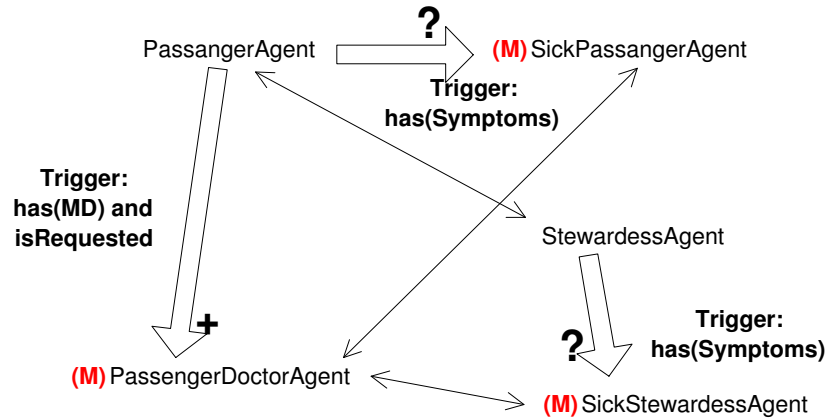 ?
PassangerAgent
(M) SickPassangerAgent
Trigger:
has(Symptoms)
Trigger:
has(MD) and
isRequested
StewardessAgent
+
?
Trigger:
has(Symptoms)
(M) PassengerDoctorAgent
(M) SickStewardessAgent